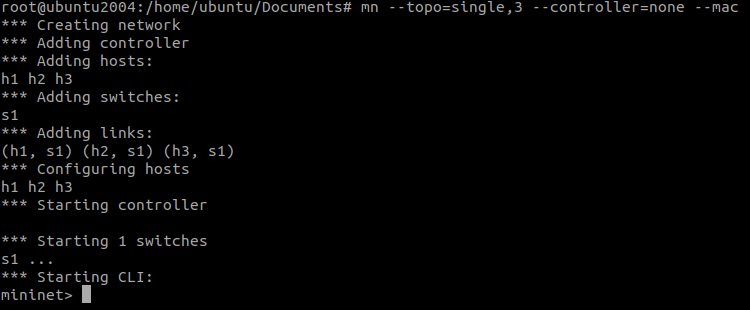 root@ubuntu2004:/home/ubuntu/Documents# mn --topo=single,3 --controller=none --mac
*** Creating network
*** Adding controller
*** Adding hosts:
h1 h2 h3
*** Adding switches:
s1
*** Adding links:
(h1, s1) (h2, s1) (h3, s1)
*** Configuring hosts
h1 h2 h3
*** Starting controller

*** Starting 1 switches
s1 ...
*** Starting CLI:
mininet>